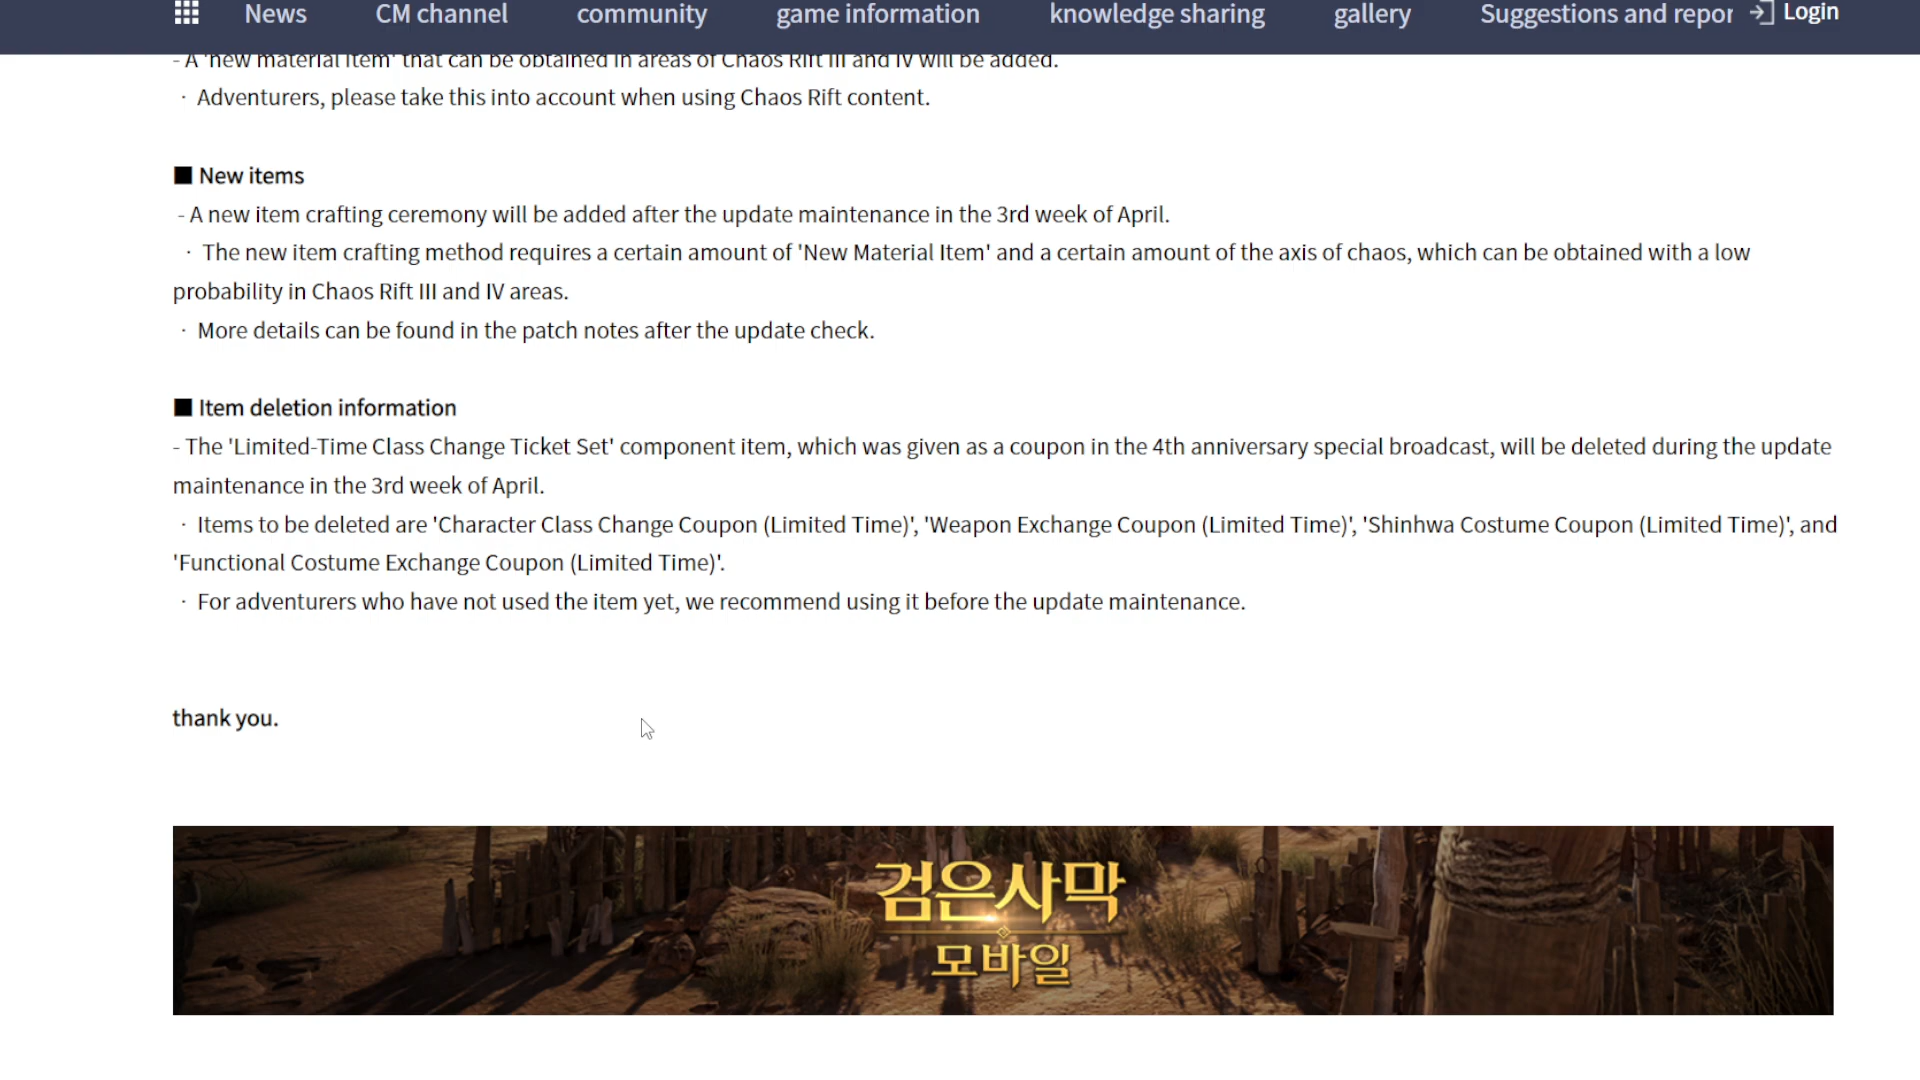 News CM channel community game information knowledge sharing gallery Suggestions and repor Login
- A 'new material item' that can be obtained in areas of Chaos Rift III and IV will be added.
· Adventurers, please take this into account when using Chaos Rift content.
■ New items
- A new item crafting ceremony will be added after the update maintenance in the 3rd week of April.
· The new item crafting method requires a certain amount of 'New Material Item' and a certain amount of the axis of chaos, which can be obtained with a low
probability in Chaos Rift III and IV areas.
· More details can be found in the patch notes after the update check.
■ Item deletion information
- The 'Limited-Time Class Change Ticket Set' component item, which was given as a coupon in the 4th anniversary special broadcast, will be deleted during the update
maintenance in the 3rd week of April.
· Items to be deleted are 'Character Class Change Coupon (Limited Time)', 'Weapon Exchange Coupon (Limited Time)', 'Shinhwa Costume Coupon (Limited Time)', and
'Functional Costume Exchange Coupon (Limited Time)'.
· For adventurers who have not used the item yet, we recommend using it before the update maintenance.
thank you.
검은사막
모바일